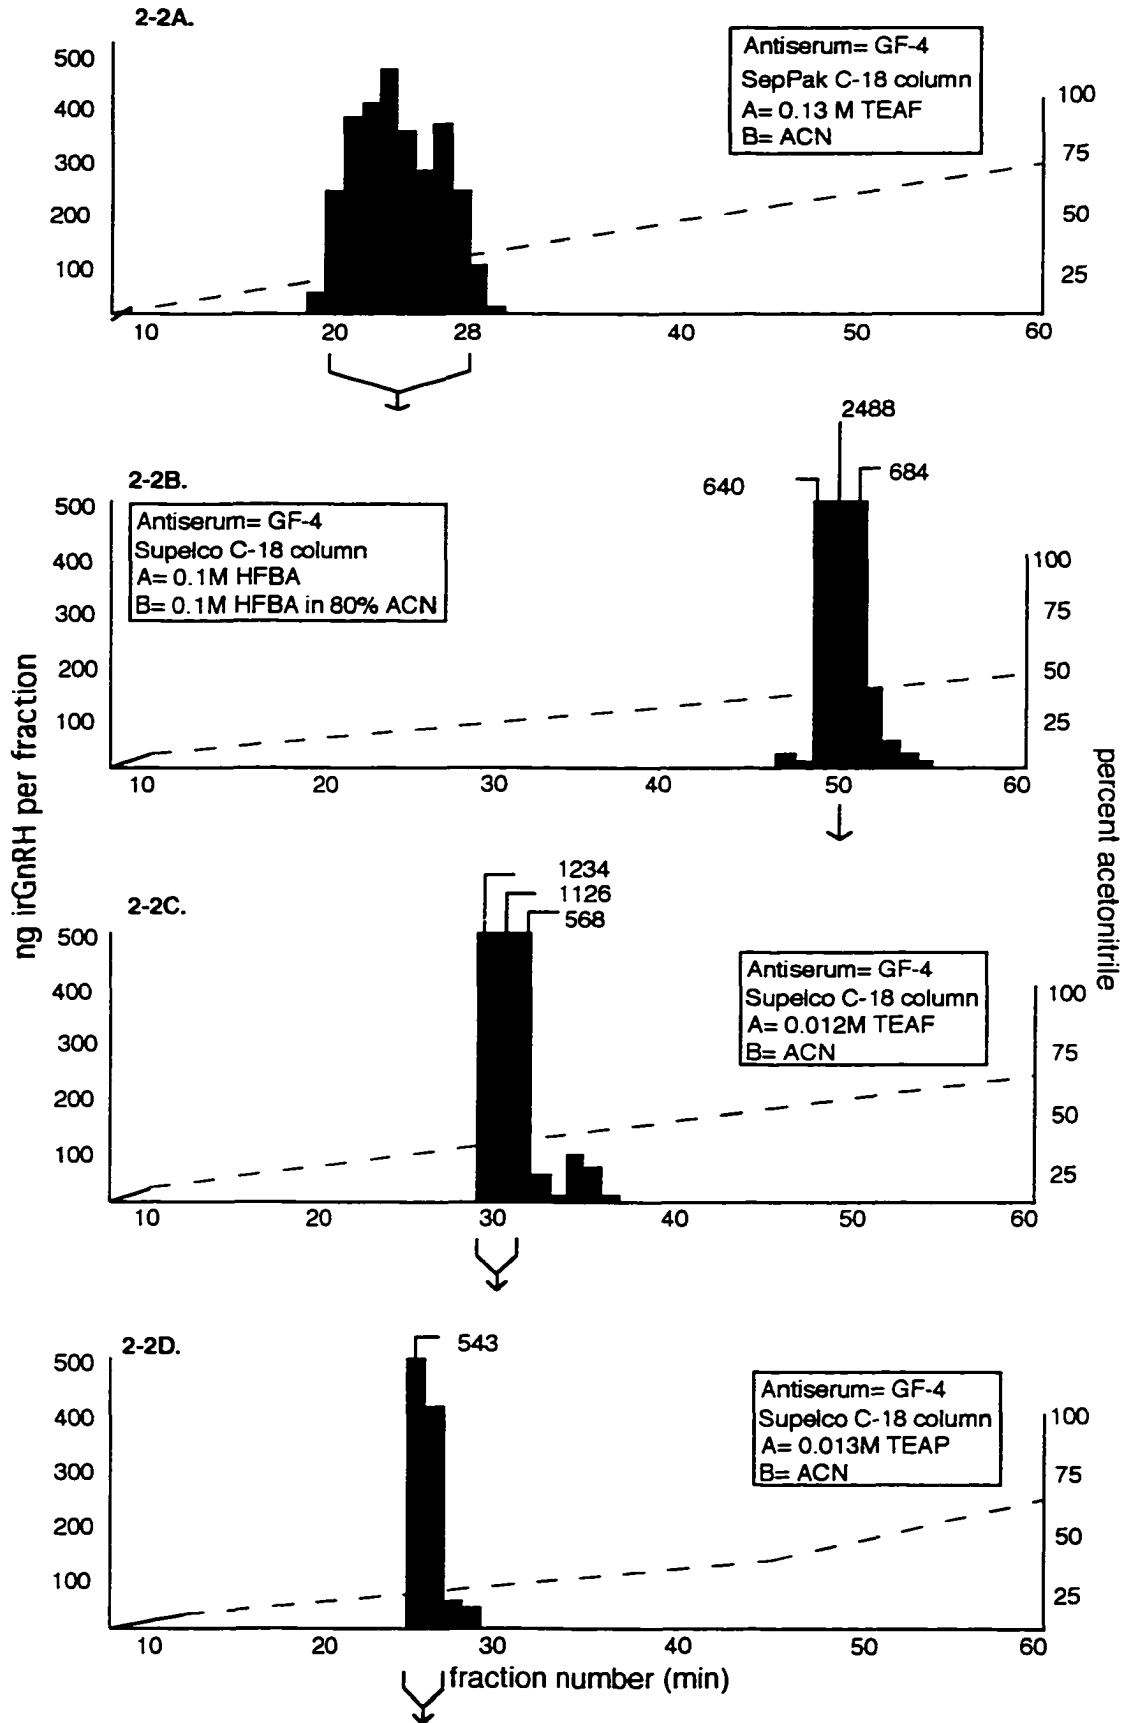 2-2A.
Antiserum= GF-4
SepPak C-18 column
A= 0.13 M TEAF
B= ACN
500
400
300
200
100
100
75
50
25
10 20 28 40 50 60
2488
640
684
2-2B.
Antiserum= GF-4
Supelco C-18 column
A= 0.1M HFBA
B= 0.1M HFBA in 80% ACN
500
400
300
200
100
100
75
50
25
10 20 30 40 50 60
ng irGnRH per fraction
percent acetonitrile
1234
1126
568
2-2C.
Antiserum= GF-4
Supelco C-18 column
A= 0.012M TEAF
B= ACN
500
400
300
200
100
100
75
50
25
10 20 30 40 50 60
2-2D.
543
Antiserum= GF-4
Supelco C-18 column
A= 0.013M TEAP
B= ACN
500
400
300
200
100
100
75
50
25
10 20 30 40 50 60
fraction number (min)